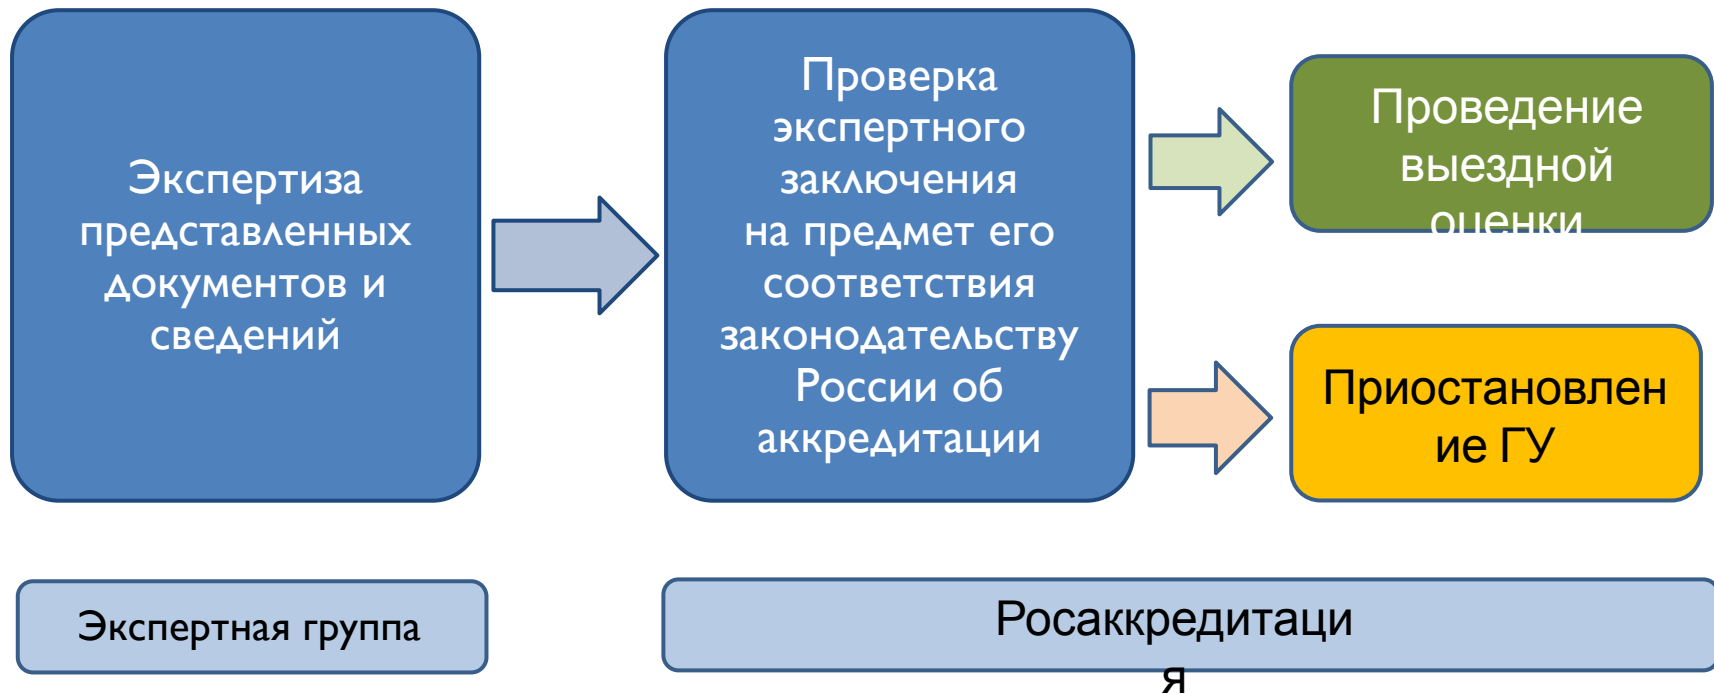 Экспертиза
представленных
документов и
сведений
Проверка
экспертного
заключения
на предмет его
соответствия
законодательству
России об
аккредитации
Проведение
выездной
оценки
Приостановлен
ие ГУ
Экспертная группа
Росаккредитаци
я